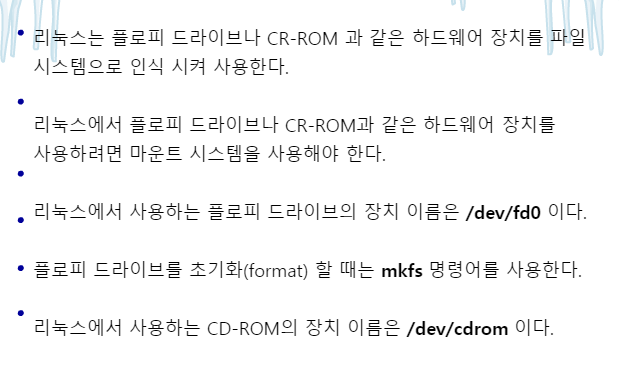 리눅스는 플로피 드라이브나 CR-ROM 과 같은 하드웨어 장치를 파일
시스템으로 인식 시켜 사용한다.
리눅스에서 플로피 드라이브나 CR-ROM과 같은 하드웨어 장치를
사용하려면 마운트 시스템을 사용해야 한다.
리눅스에서 사용하는 플로피 드라이브의 장치 이름은 /dev/fd0 이다.
플로피 드라이브를 초기화(format) 할 때는 mkfs 명령어를 사용한다.
리눅스에서 사용하는 CD-ROM의 장치 이름은 /dev/cdrom 이다.